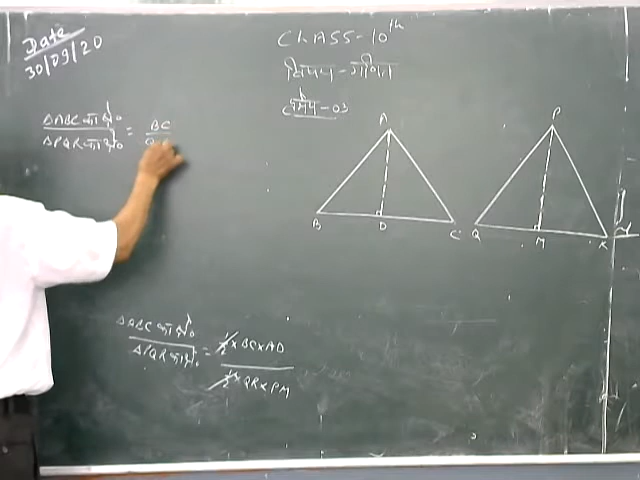 Date
30/09/20
CLASS-10th
विषय-गणित
समय-03
ΔABC का क्षे०
ΔPQR का क्षे०
= BC
A
B
D
C
P
Q
M
R
ΔABC का क्षे०
ΔPQR का क्षे०
= ½×BC×AD
½×QR×PM